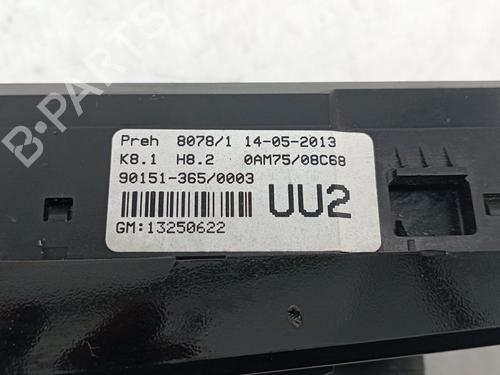 Preh 8078/1 14-05-2013
K8.1 H8.2 0AM75/08C68
90151-365/0003
UU2
GM:13250622
B-PARTS